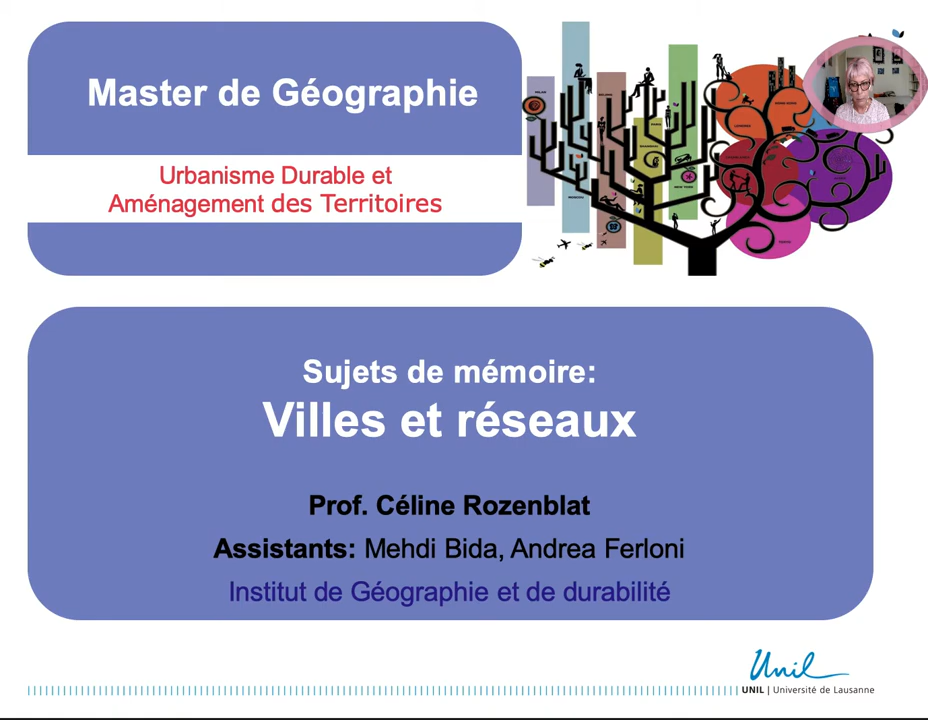 Master de Géographie
Urbanisme Durable et
Aménagement des Territoires
Sujets de mémoire:
Villes et réseaux
Prof. Céline Rozenblat
Assistants: Mehdi Bida, Andrea Ferloni
Institut de Géographie et de durabilité
Unil
UNIL | Université de Lausanne